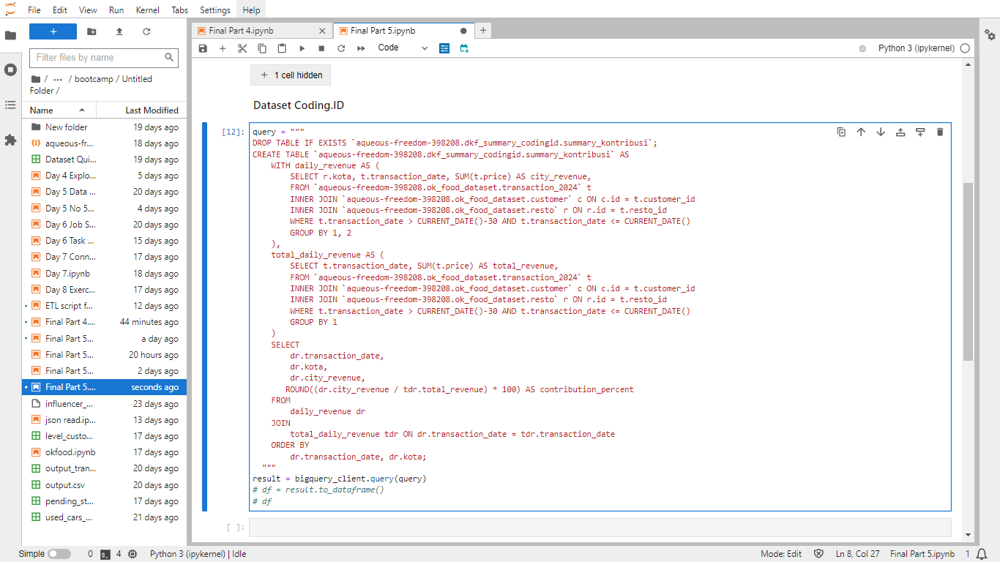 File Edit View Run Kernel Tabs Settings Help
Filter files by name
/ ... / bootcamp / Untitled
Folder /
Name Last Modified
New folder 19 days ago
aqueous-fr... 18 days ago
Dataset Qui... 19 days ago
Day 4 Explo... 5 days ago
Day 5 Data ... 20 days ago
Day 5 No 5... 4 days ago
Day 6 Job S... 20 days ago
Day 6 Task ... 15 days ago
Day 7 Conn... 17 days ago
Day 7.ipynb 18 days ago
Day 8 Exerc... 17 days ago
ETL script f... 12 days ago
Final Part 4.... 44 minutes ago
Final Part 5... a day ago
Final Part 5... 20 hours ago
Final Part 5... 2 days ago
Final Part 5.... seconds ago
influencer_... 23 days ago
json read.ip... 13 days ago
level_custo... 17 days ago
okfood.ipynb 17 days ago
output_tran... 20 days ago
output.csv 20 days ago
pending_st... 17 days ago
used_cars_... 21 days ago
Final Part 4.ipynb
Final Part 5.ipynb
Code
Python 3 (ipykernel)
1 cell hidden
Dataset Coding.ID
[12]:
query = """
DROP TABLE IF EXISTS `aqueous-freedom-398208.dkf_summary_codingid.summary_kontribusi`;
CREATE TABLE `aqueous-freedom-398208.dkf_summary_codingid.summary_kontribusi` AS
WITH daily_revenue AS (
SELECT r.kota, t.transaction_date, SUM(t.price) AS city_revenue,
FROM `aqueous-freedom-398208.ok_food_dataset.transaction_2024` t
INNER JOIN `aqueous-freedom-398208.ok_food_dataset.customer` c ON c.id = t.customer_id
INNER JOIN `aqueous-freedom-398208.ok_food_dataset.resto` r ON r.id = t.resto_id
WHERE t.transaction_date > CURRENT_DATE()-30 AND t.transaction_date <= CURRENT_DATE()
GROUP BY 1, 2
),
total_daily_revenue AS (
SELECT t.transaction_date, SUM(t.price) AS total_revenue,
FROM `aqueous-freedom-398208.ok_food_dataset.transaction_2024` t
INNER JOIN `aqueous-freedom-398208.ok_food_dataset.customer` c ON c.id = t.customer_id
INNER JOIN `aqueous-freedom-398208.ok_food_dataset.resto` r ON r.id = t.resto_id
WHERE t.transaction_date > CURRENT_DATE()-30 AND t.transaction_date <= CURRENT_DATE()
GROUP BY 1
)
SELECT
dr.transaction_date,
dr.kota,
dr.city_revenue,
ROUND((dr.city_revenue / tdr.total_revenue) * 100) AS contribution_percent
FROM
daily_revenue dr
JOIN
total_daily_revenue tdr ON dr.transaction_date = tdr.transaction_date
ORDER BY
dr.transaction_date, dr.kota;
"""
result = bigquery_client.query(query)
# df = result.to_dataframe()
# df
[ ]:
Simple 0 4 Python 3 (ipykernel) | Idle Mode: Edit Ln 8, Col 27 Final Part 5.ipynb 1